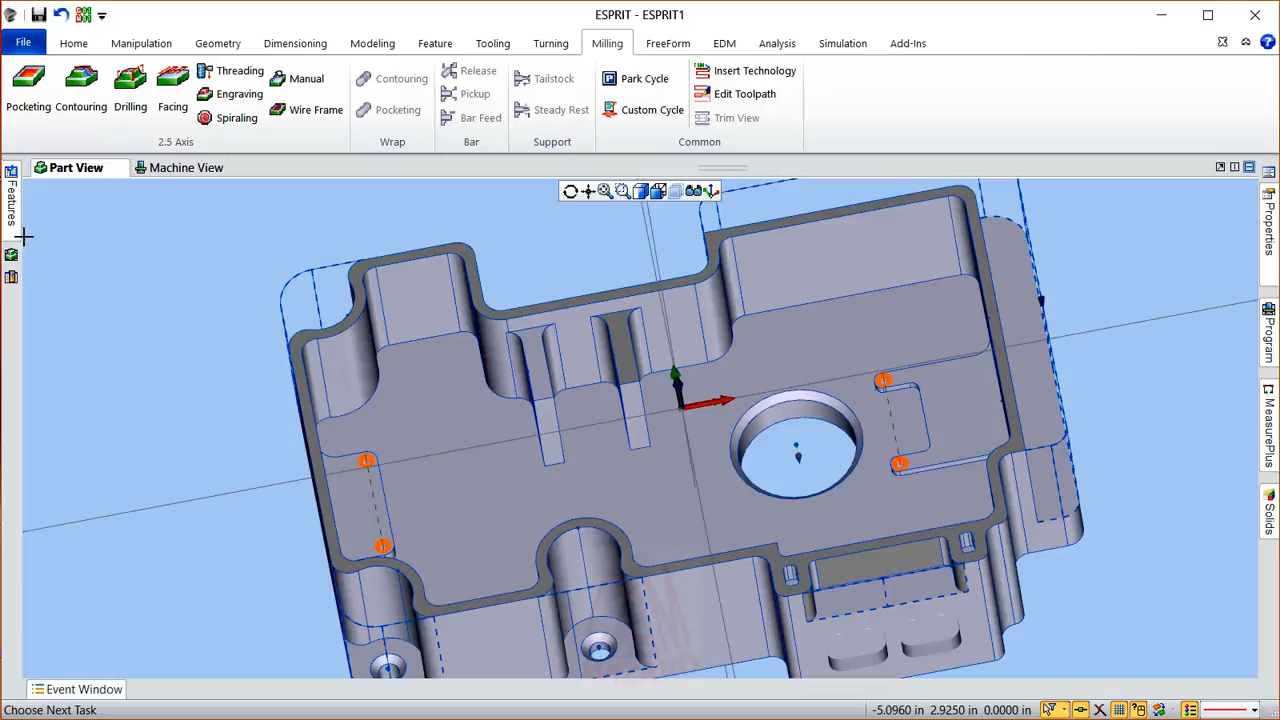 ESPRIT - ESPRIT1
File Home Manipulation Geometry Dimensioning Modeling Feature Tooling Turning Milling FreeForm EDM Analysis Simulation Add-Ins
Pocketing Contouring Drilling Facing
Threading
Engraving
Spiraling
Manual
Wire Frame
2.5 Axis
Contouring
Pocketing
Wrap
Release
Pickup
Bar Feed
Bar
Tailstock
Steady Rest
Support
Park Cycle
Custom Cycle
Insert Technology
Edit Toolpath
Trim View
Common
Part View Machine View
Features
Properties
Program
MeasurePlus
Solids
Event Window
Choose Next Task
-5.0960 in 2.9250 in 0.0000 in